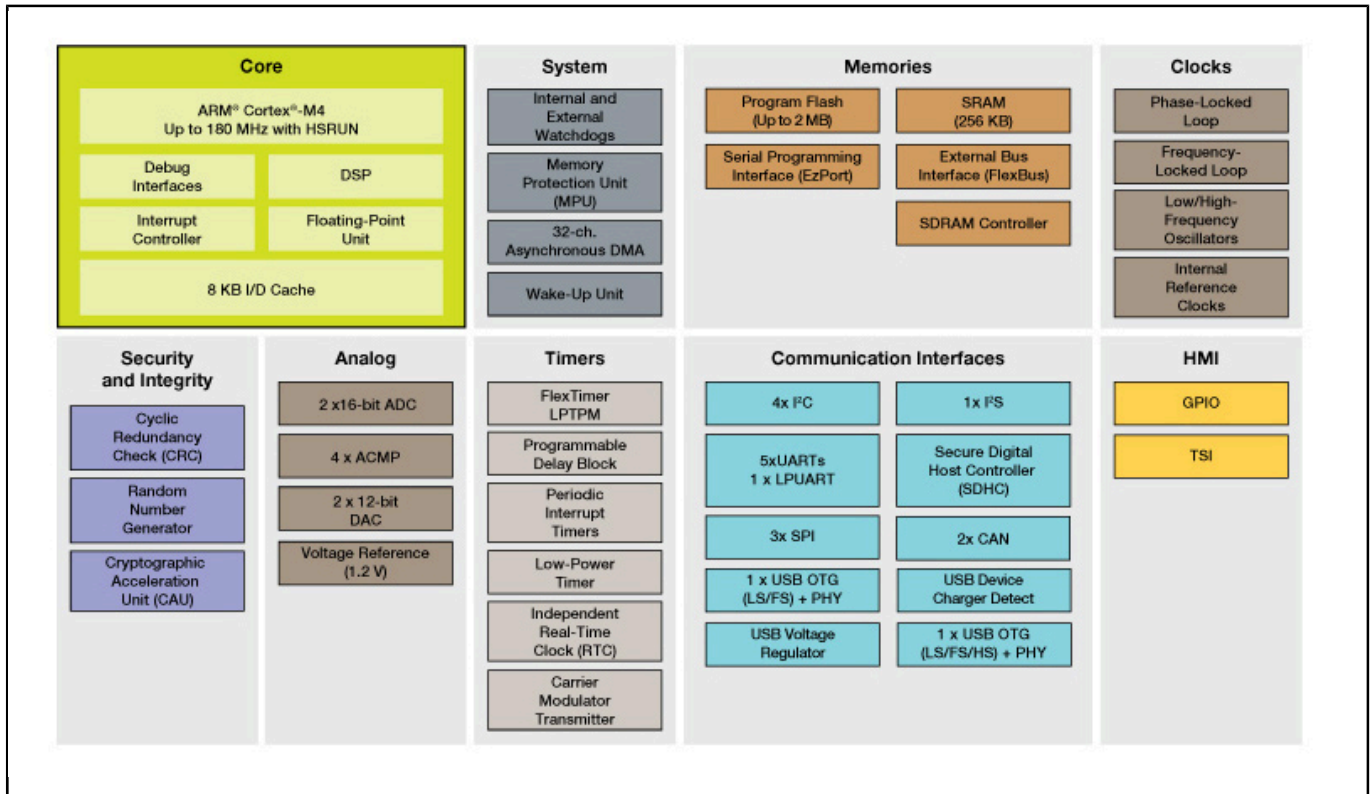 Core
ARM® Cortex®-M4
Up to 180 MHz with HSRUN
Debug
Interfaces
DSP
Interrupt
Controller
Floating-Point
Unit
8 KB I/D Cache
System
Internal and
External
Watchdogs
Memory
Protection Unit
(MPU)
32-ch.
Asynchronous DMA
Wake-Up Unit
Memories
Program Flash
(Up to 2 MB)
SRAM
(256 KB)
Serial Programming
Interface (EzPort)
External Bus
Interface (FlexBus)
SDRAM Controller
Clocks
Phase-Locked
Loop
Frequency-
Locked Loop
Low/High-
Frequency
Oscillators
Internal
Reference
Clocks
Security
and Integrity
Cyclic
Redundancy
Check (CRC)
Random
Number
Generator
Cryptographic
Acceleration
Unit (CAU)
Analog
2 x16-bit ADC
4 x ACMP
2 x 12-bit
DAC
Voltage Reference
(1.2 V)
Timers
FlexTimer
LPTPM
Programmable
Delay Block
Periodic
Interrupt
Timers
Low-Power
Timer
Independent
Real-Time
Clock (RTC)
Carrier
Modulator
Transmitter
Communication Interfaces
4x I²C
1x I²S
5xUARTs
1 x LPUART
Secure Digital
Host Controller
(SDHC)
3x SPI
2x CAN
1 x USB OTG
(LS/FS) + PHY
USB Device
Charger Detect
USB Voltage
Regulator
1 x USB OTG
(LS/FS/HS) + PHY
HMI
GPIO
TSI